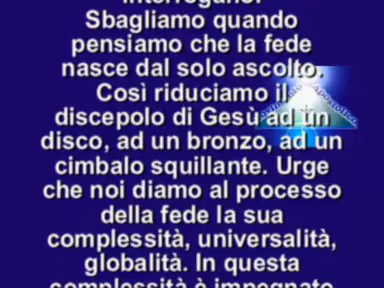 interrogano.
Sbagliamo quando
pensiamo che la fede
nasce dal solo ascolto.
Così riduciamo il
discepolo di Gesù ad un
disco, ad un bronzo, ad un
cimbalo squillante. Urge
che noi diamo al processo
della fede la sua
complessità, universalità,
globalità. In questa
complessità è impegnato